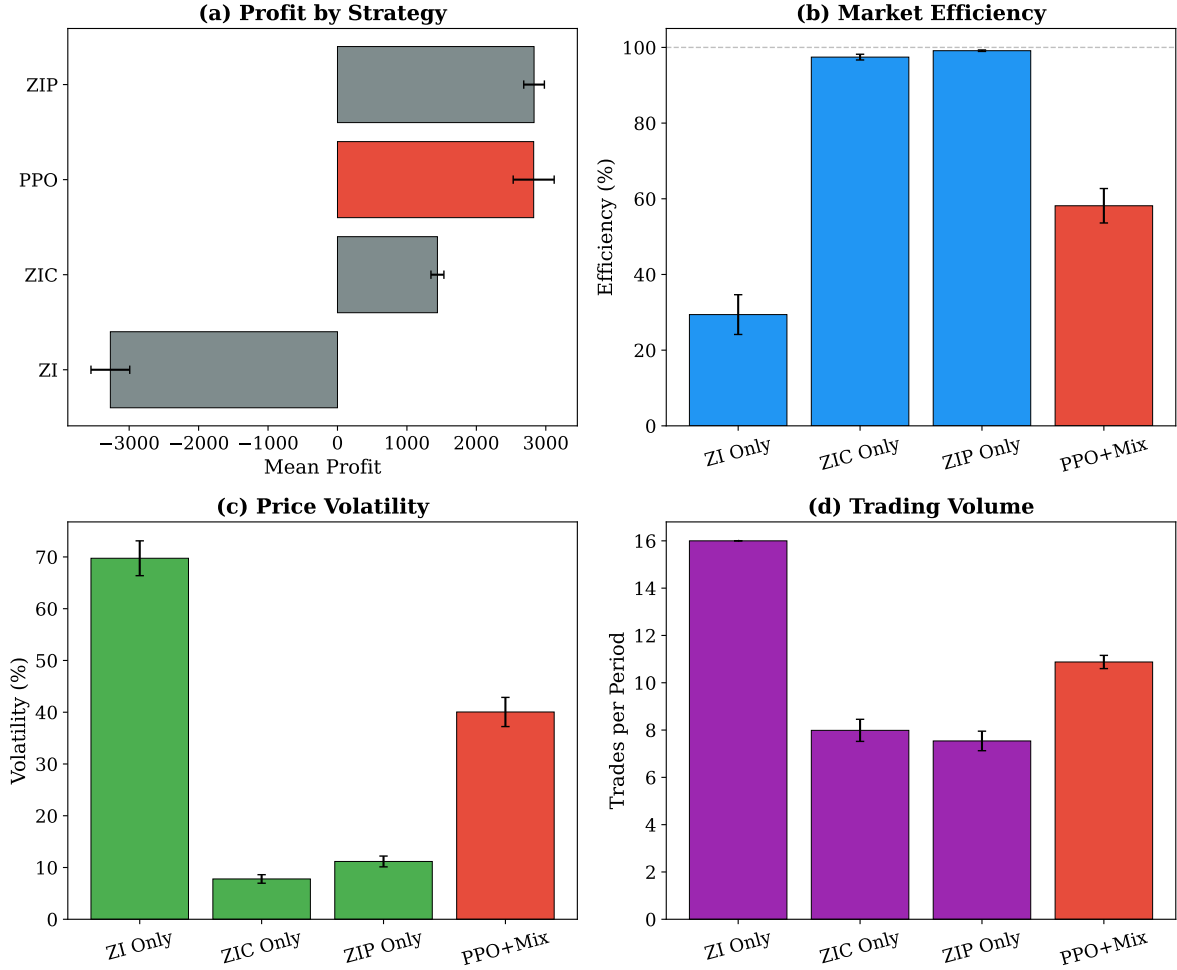 (a) Profit by Strategy
ZIP
PPO
ZIC
ZI
−3000 −2000 −1000 0 1000 2000 3000
Mean Profit
(b) Market Efficiency
Efficiency (%)
100
80
60
40
20
0
ZI Only ZIC Only ZIP Only PPO+Mix
(c) Price Volatility
Volatility (%)
70
60
50
40
30
20
10
0
ZI Only ZIC Only ZIP Only PPO+Mix
(d) Trading Volume
Trades per Period
16
14
12
10
8
6
4
2
0
ZI Only ZIC Only ZIP Only PPO+Mix